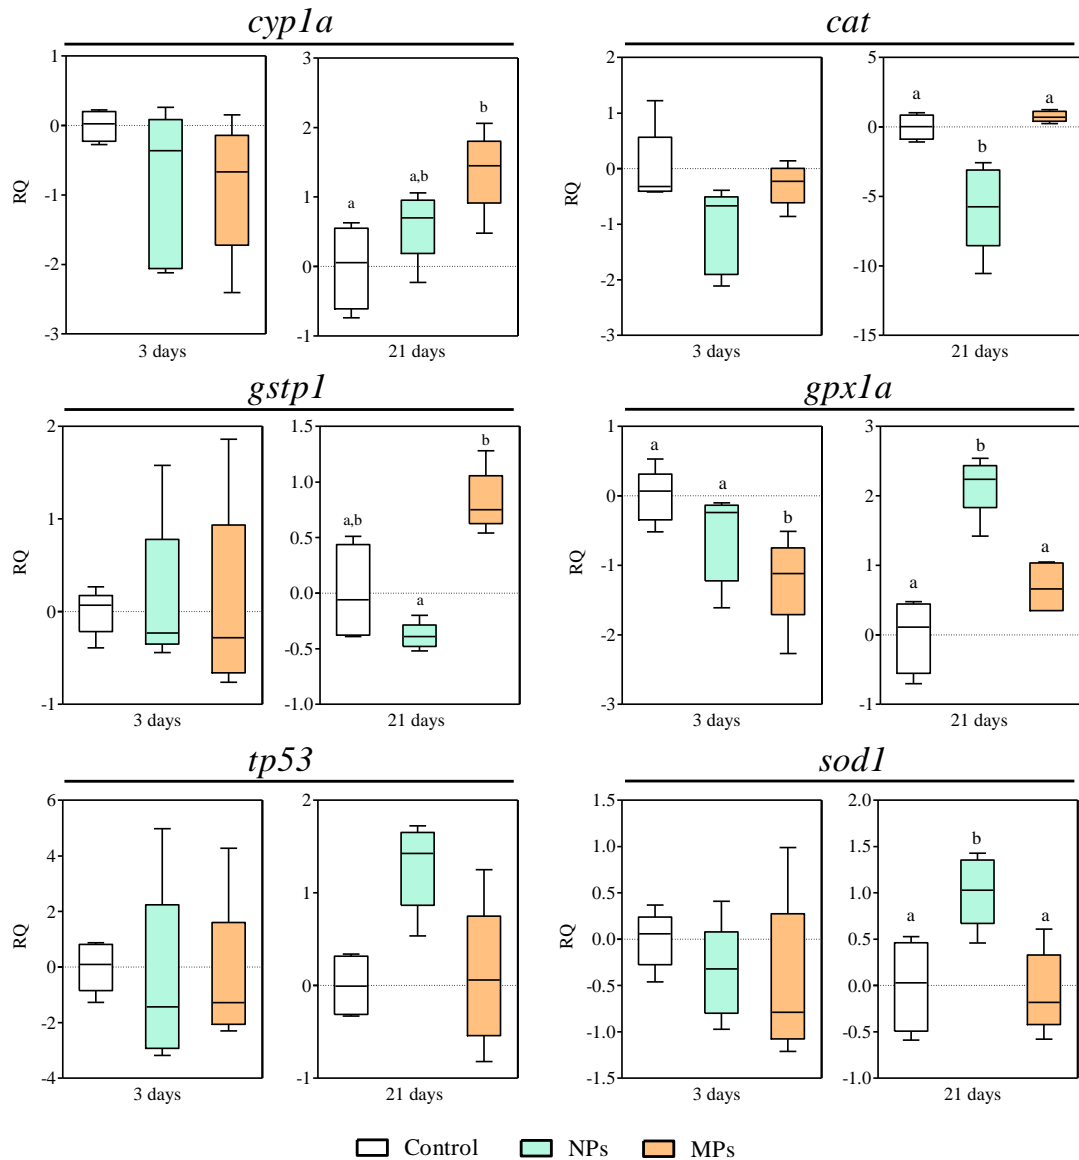 cyp1a
cat
1
0
-1
-2
-3
RQ
3 days
3
2
1
0
-1
a
a,b
b
21 days
2
1
0
-1
-2
-3
RQ
3 days
5
0
-5
-10
-15
a
b
a
21 days
gstp1
gpx1a
2
1
0
-1
RQ
3 days
1.5
1.0
0.5
0.0
-0.5
-1.0
a,b
a
b
21 days
1
0
-1
-2
-3
RQ
a
a
b
3 days
3
2
1
0
-1
a
b
a
21 days
tp53
sod1
6
4
2
0
-2
-4
RQ
3 days
2
1
0
-1
21 days
1.5
1.0
0.5
0.0
-0.5
-1.0
-1.5
RQ
3 days
2.0
1.5
1.0
0.5
0.0
-0.5
-1.0
a
b
a
21 days
Control NPs MPs